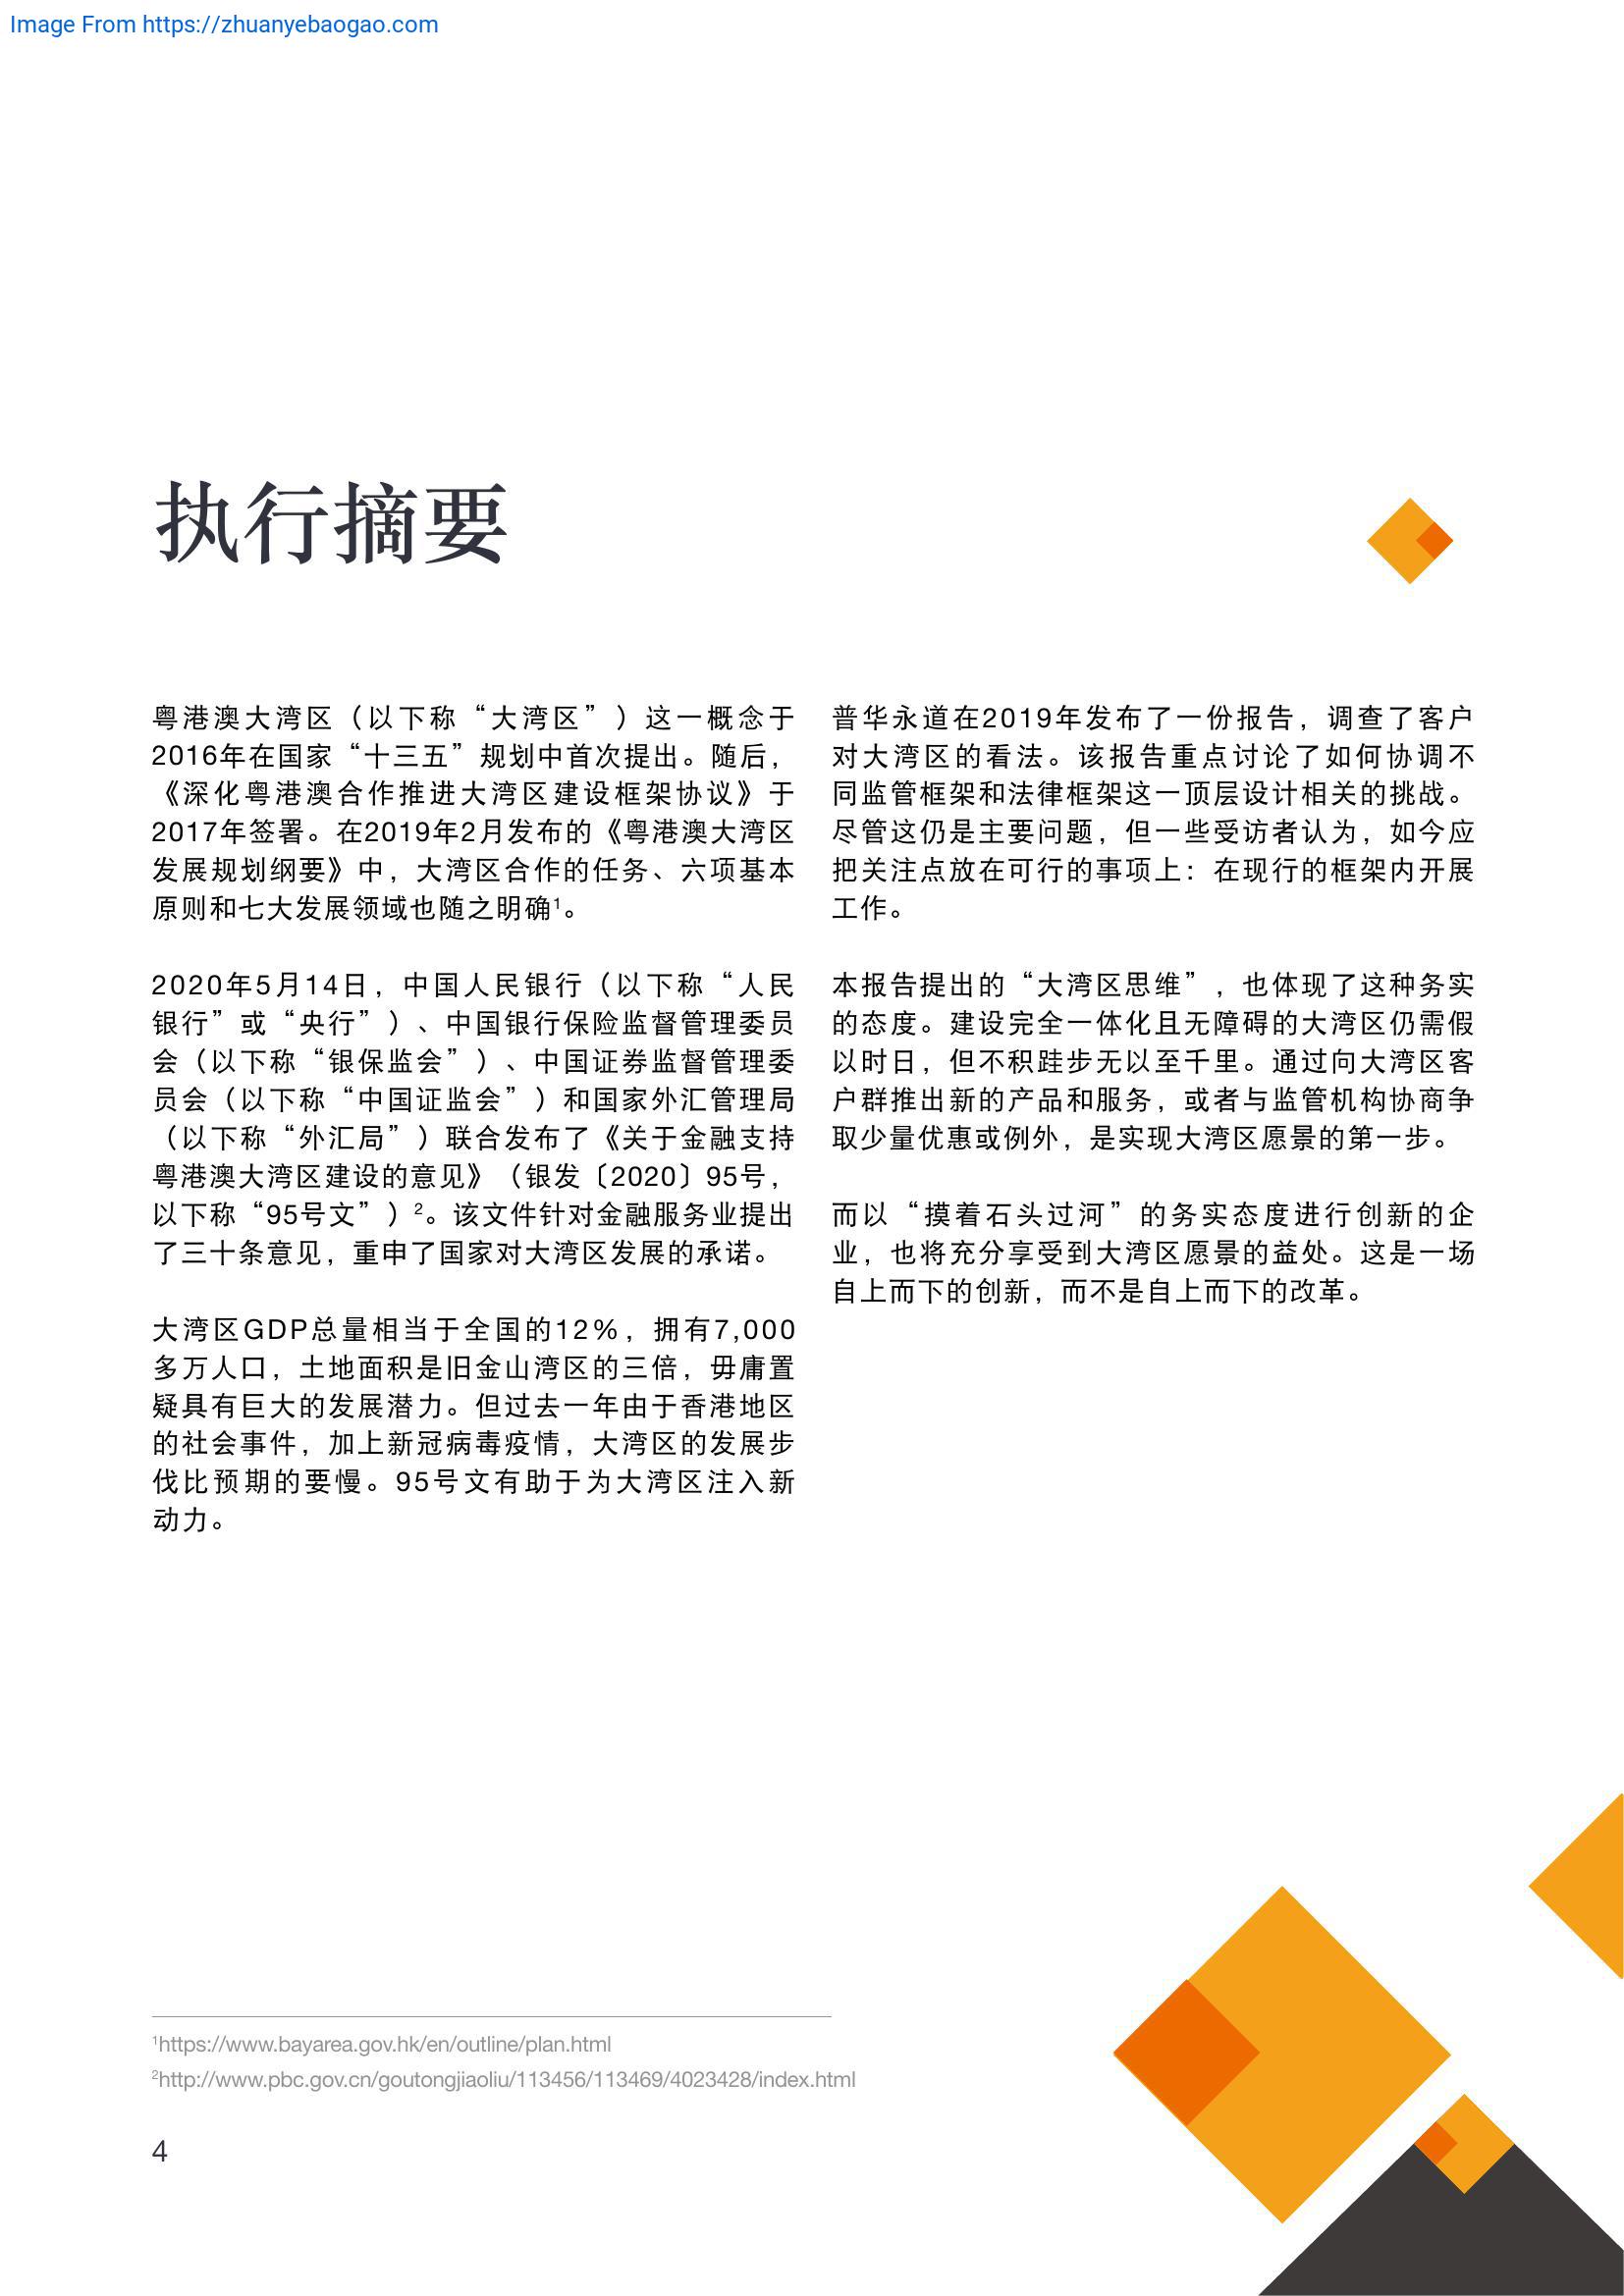 Image From https://zhuanyebaogao.com
执行摘要
粤港澳大湾区（以下称“大湾区”）这一概念于
2016年在国家“十三五”规划中首次提出。随后，
《深化粤港澳合作推进大湾区建设框架协议》于
2017年签署。在2019年2月发布的《粤港澳大湾区
发展规划纲要》中，大湾区合作的任务、六项基本
原则和七大发展领域也随之明确¹。
2020年5月14日，中国人民银行（以下称“人民
银行”或“央行”）、中国银行保险监督管理委员
会（以下称“银保监会”）、中国证券监督管理委
员会（以下称“中国证监会”）和国家外汇管理局
（以下称“外汇局”）联合发布了《关于金融支持
粤港澳大湾区建设的意见》（银发〔2020〕95号，
以下称“95号文”）²。该文件针对金融服务业提出
了三十条意见，重申了国家对大湾区发展的承诺。
大湾区GDP总量相当于全国的12%，拥有7,000
多万人口，土地面积是旧金山湾区的三倍，毋庸置
疑具有巨大的发展潜力。但过去一年由于香港地区
的社会事件，加上新冠病毒疫情，大湾区的发展步
伐比预期的要慢。95号文有助于为大湾区注入新
动力。
普华永道在2019年发布了一份报告，调查了客户
对大湾区的看法。该报告重点讨论了如何协调不
同监管框架和法律框架这一顶层设计相关的挑战。
尽管这仍是主要问题，但一些受访者认为，如今应
把关注点放在可行的事项上：在现行的框架内开展
工作。
本报告提出的“大湾区思维”，也体现了这种务实
的态度。建设完全一体化且无障碍的大湾区仍需假
以时日，但不积跬步无以至千里。通过向大湾区客
户群推出新的产品和服务，或者与监管机构协商争
取少量优惠或例外，是实现大湾区愿景的第一步。
而以“摸着石头过河”的务实态度进行创新的企
业，也将充分享受到大湾区愿景的益处。这是一场
自上而下的创新，而不是自上而下的改革。
¹https://www.bayarea.gov.hk/en/outline/plan.html
²http://www.pbc.gov.cn/goutongjiaoliu/113456/113469/4023428/index.html
4